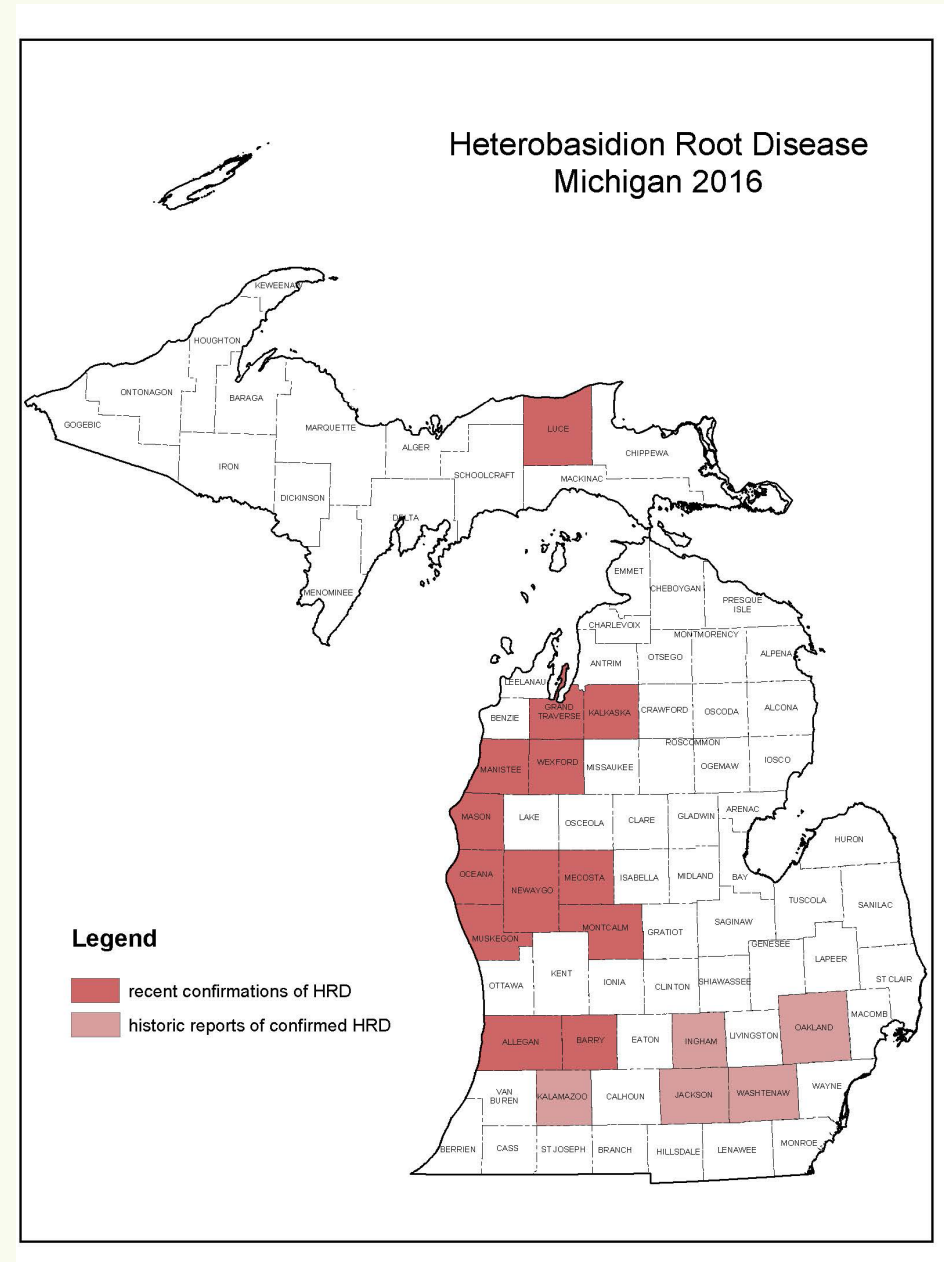 Heterobasidion Root Disease
Michigan 2016
KEWEENAW
HOUGHTON
ONTONAGON
BARAGA
GOGEBIC
MARQUETTE
LUCE
ALGER
CHIPPEWA
IRON
SCHOOLCRAFT
MACKINAC
DICKINSON
DELTA
MENOMINEE
EMMET
CHEBOYGAN
PRESQUE
ISLE
CHARLEVOIX
MONTMORENCY
ANTRIM
OTSEGO
ALPENA
LEELANAU
BENZIE
GRAND
TRAVERSE
KALKASKA
CRAWFORD
OSCODA
ALCONA
MANISTEE
WEXFORD
MISSAUKEE
ROSCOMMON
OGEMAW
IOSCO
MASON
LAKE
OSCEOLA
CLARE
GLADWIN
ARENAC
HURON
OCEANA
NEWAYGO
MECOSTA
ISABELLA
MIDLAND
BAY
TUSCOLA
SANILAC
MUSKEGON
MONTCALM
GRATIOT
SAGINAW
GENESEE
LAPEER
ST CLAIR
OTTAWA
KENT
IONIA
CLINTON
SHIAWASSEE
ALLEGAN
BARRY
EATON
INGHAM
LIVINGSTON
OAKLAND
MACOMB
VAN
BUREN
KALAMAZOO
CALHOUN
JACKSON
WASHTENAW
WAYNE
BERRIEN
CASS
ST JOSEPH
BRANCH
HILLSDALE
LENAWEE
MONROE
Legend
recent confirmations of HRD
historic reports of confirmed HRD